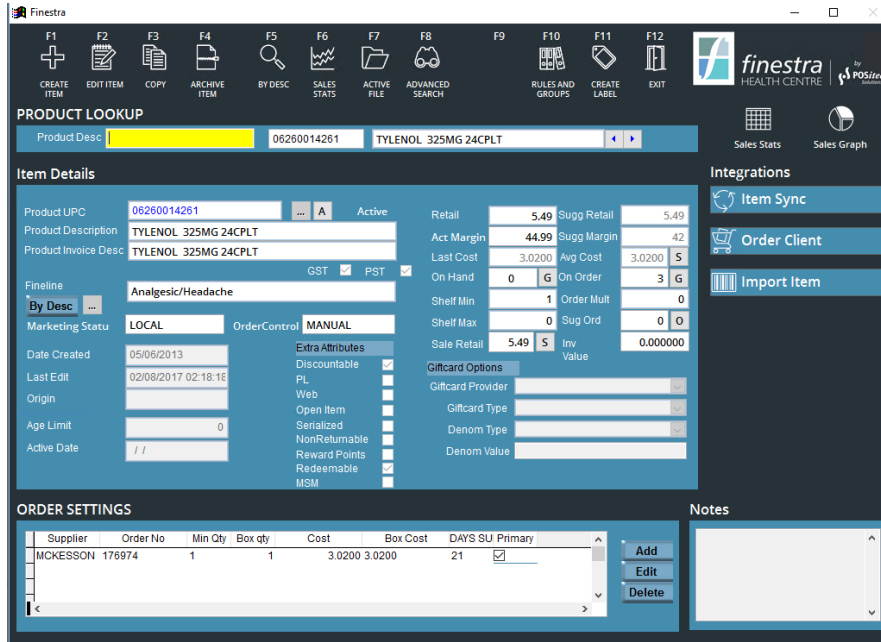 Finestra
F1 F2 F3 F4 F5 F6 F7 F8 F9 F10 F11 F12
CREATE ITEM
EDIT ITEM
COPY
ARCHIVE ITEM
BY DESC
SALES STATS
ACTIVE FILE
ADVANCED SEARCH
RULES AND GROUPS
CREATE LABEL
EXIT
finestra
HEALTH CENTRE
by
POSitec
Solutions
PRODUCT LOOKUP
Product Desc 06260014261 TYLENOL 325MG 24CPLT
Sales Stats Sales Graph
Item Details
Product UPC 06260014261 ... A Active
Product Description TYLENOL 325MG 24CPLT
Product Invoice Desc TYLENOL 325MG 24CPLT
GST PST
Fineline Analgesic/Headache
By Desc ...
Marketing Statu LOCAL OrderControl MANUAL
Date Created 05/06/2013
Last Edit 02/08/2017 02:18:18
Origin
Age Limit 0
Active Date / /
Extra Attributes
Discountable
PL
Web
Open Item
Serialized
NonReturnable
Reward Points
Redeemable
MSM
Retail 5.49 Sugg Retail 5.49
Act Margin 44.99 Sugg Margin 42
Last Cost 3.0200 Avg Cost 3.0200 S
On Hand 0 G On Order 3 G
Shelf Min 1 Order Mult 0
Shelf Max 0 Sug Ord 0 O
Sale Retail 5.49 S Inv Value 0.000000
Giftcard Options
Giftcard Provider
Giftcard Type
Denom Type
Denom Value
Integrations
Item Sync
Order Client
Import Item
ORDER SETTINGS
Supplier Order No Min Qty Box qty Cost Box Cost DAYS SU Primary
MCKESSON 176974 1 1 3.0200 3.0200 21
Add
Edit
Delete
Notes